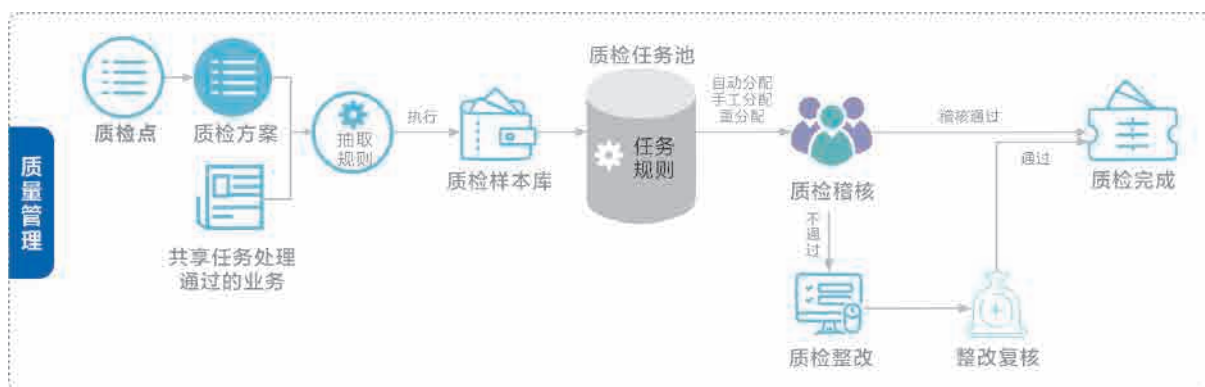 质量管理
质检点
质检方案
共享任务处理
通过的业务
抽取
规则
执行
质检样本库
质检任务池
任务
规则
自动分配
手工分配
重分配
质检稽核
稽核通过
不通过
质检整改
整改复核
通过
质检完成